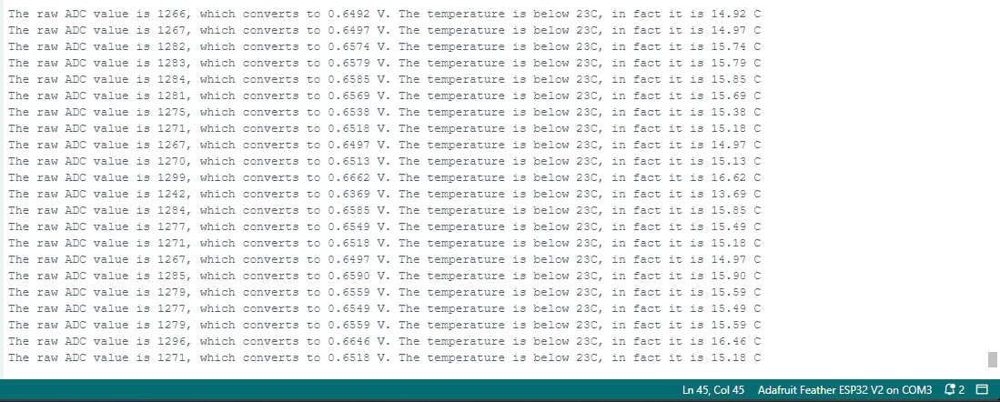 The raw ADC value is 1266, which converts to 0.6492 V. The temperature is below 23C, in fact it is 14.92 C
The raw ADC value is 1267, which converts to 0.6497 V. The temperature is below 23C, in fact it is 14.97 C
The raw ADC value is 1282, which converts to 0.6574 V. The temperature is below 23C, in fact it is 15.74 C
The raw ADC value is 1283, which converts to 0.6579 V. The temperature is below 23C, in fact it is 15.79 C
The raw ADC value is 1284, which converts to 0.6585 V. The temperature is below 23C, in fact it is 15.85 C
The raw ADC value is 1281, which converts to 0.6569 V. The temperature is below 23C, in fact it is 15.69 C
The raw ADC value is 1275, which converts to 0.6538 V. The temperature is below 23C, in fact it is 15.38 C
The raw ADC value is 1271, which converts to 0.6518 V. The temperature is below 23C, in fact it is 15.18 C
The raw ADC value is 1267, which converts to 0.6497 V. The temperature is below 23C, in fact it is 14.97 C
The raw ADC value is 1270, which converts to 0.6513 V. The temperature is below 23C, in fact it is 15.13 C
The raw ADC value is 1299, which converts to 0.6662 V. The temperature is below 23C, in fact it is 16.62 C
The raw ADC value is 1242, which converts to 0.6369 V. The temperature is below 23C, in fact it is 13.69 C
The raw ADC value is 1284, which converts to 0.6585 V. The temperature is below 23C, in fact it is 15.85 C
The raw ADC value is 1277, which converts to 0.6549 V. The temperature is below 23C, in fact it is 15.49 C
The raw ADC value is 1271, which converts to 0.6518 V. The temperature is below 23C, in fact it is 15.18 C
The raw ADC value is 1267, which converts to 0.6497 V. The temperature is below 23C, in fact it is 14.97 C
The raw ADC value is 1285, which converts to 0.6590 V. The temperature is below 23C, in fact it is 15.90 C
The raw ADC value is 1279, which converts to 0.6559 V. The temperature is below 23C, in fact it is 15.59 C
The raw ADC value is 1277, which converts to 0.6549 V. The temperature is below 23C, in fact it is 15.49 C
The raw ADC value is 1279, which converts to 0.6559 V. The temperature is below 23C, in fact it is 15.59 C
The raw ADC value is 1296, which converts to 0.6646 V. The temperature is below 23C, in fact it is 16.46 C
The raw ADC value is 1271, which converts to 0.6518 V. The temperature is below 23C, in fact it is 15.18 C
Ln 45, Col 45 Adafruit Feather ESP32 V2 on COM3 2